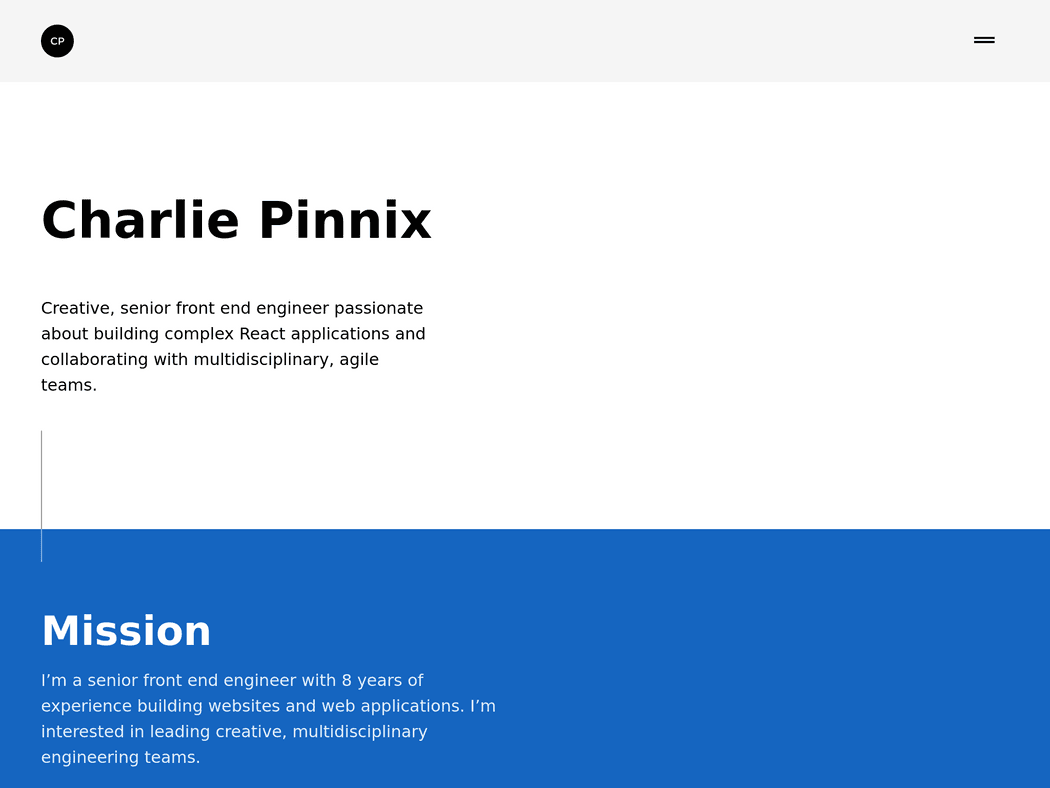 CP
Charlie Pinnix
Creative, senior front end engineer passionate
about building complex React applications and
collaborating with multidisciplinary, agile
teams.
Mission
I’m a senior front end engineer with 8 years of
experience building websites and web applications. I’m
interested in leading creative, multidisciplinary
engineering teams.